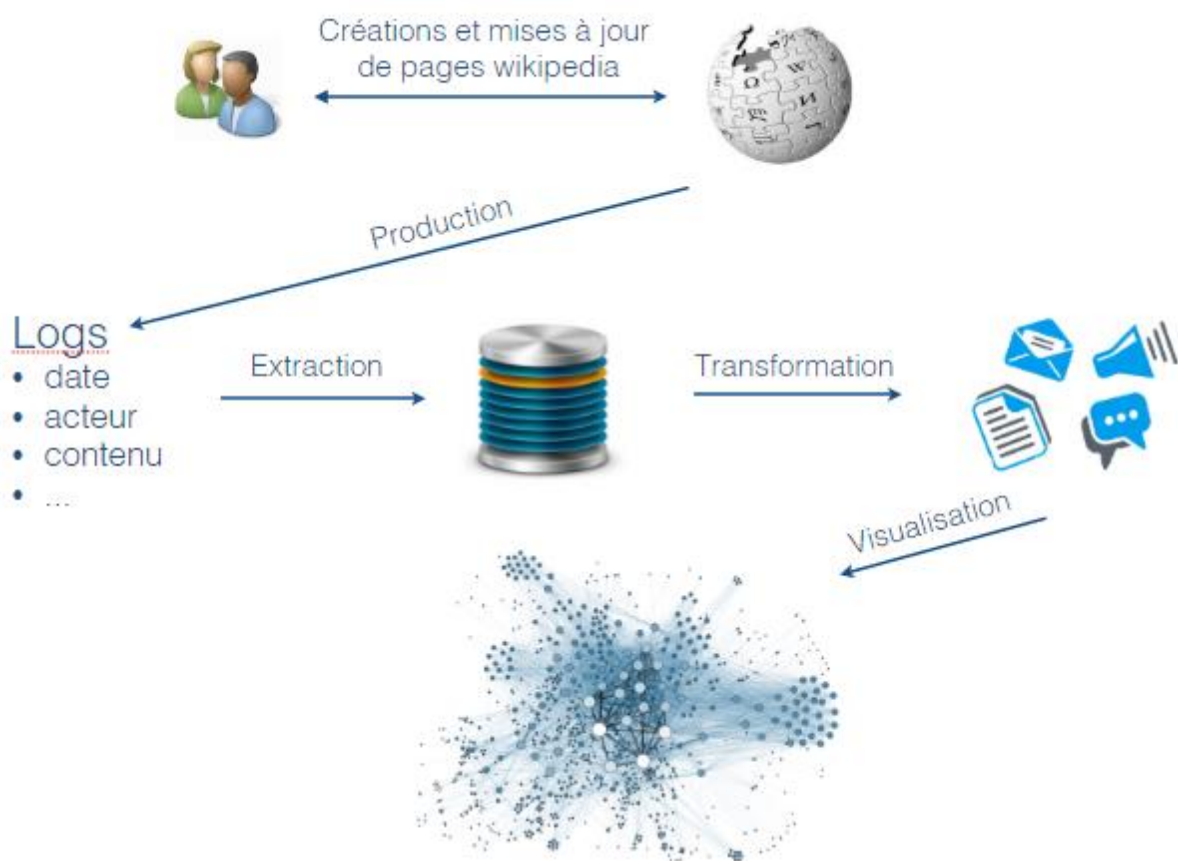 Créations et mises à jour
de pages wikipedia
Production
Logs
• date
• acteur
• contenu
• ...
Extraction
Transformation
Visualisation